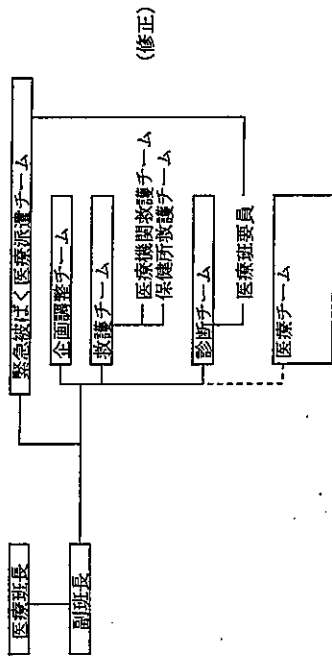 医療班長
副班長
緊急被ばく医療派遣チーム
企画調整チーム
救護チーム
医療機関救護チーム
保健所救護チーム
診断チーム
医療班要員
医療チーム
(修正)